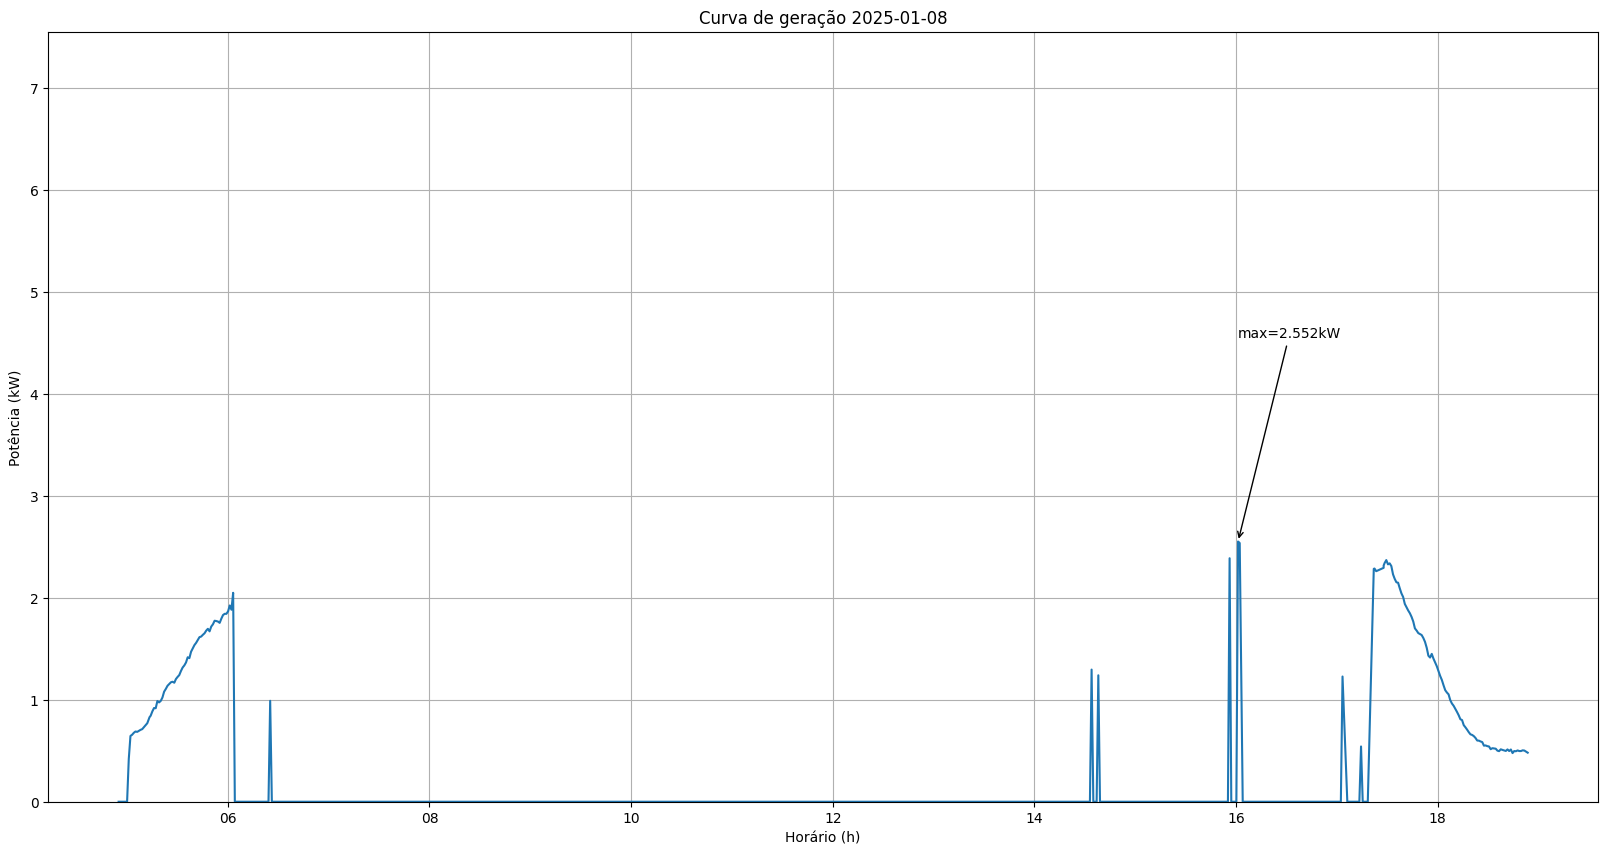 Curva de geração 2025-01-08
Potência (kW)
7
6
5
4
3
2
1
0
max=2.552kW
06 08 10 12 14 16 18
Horário (h)